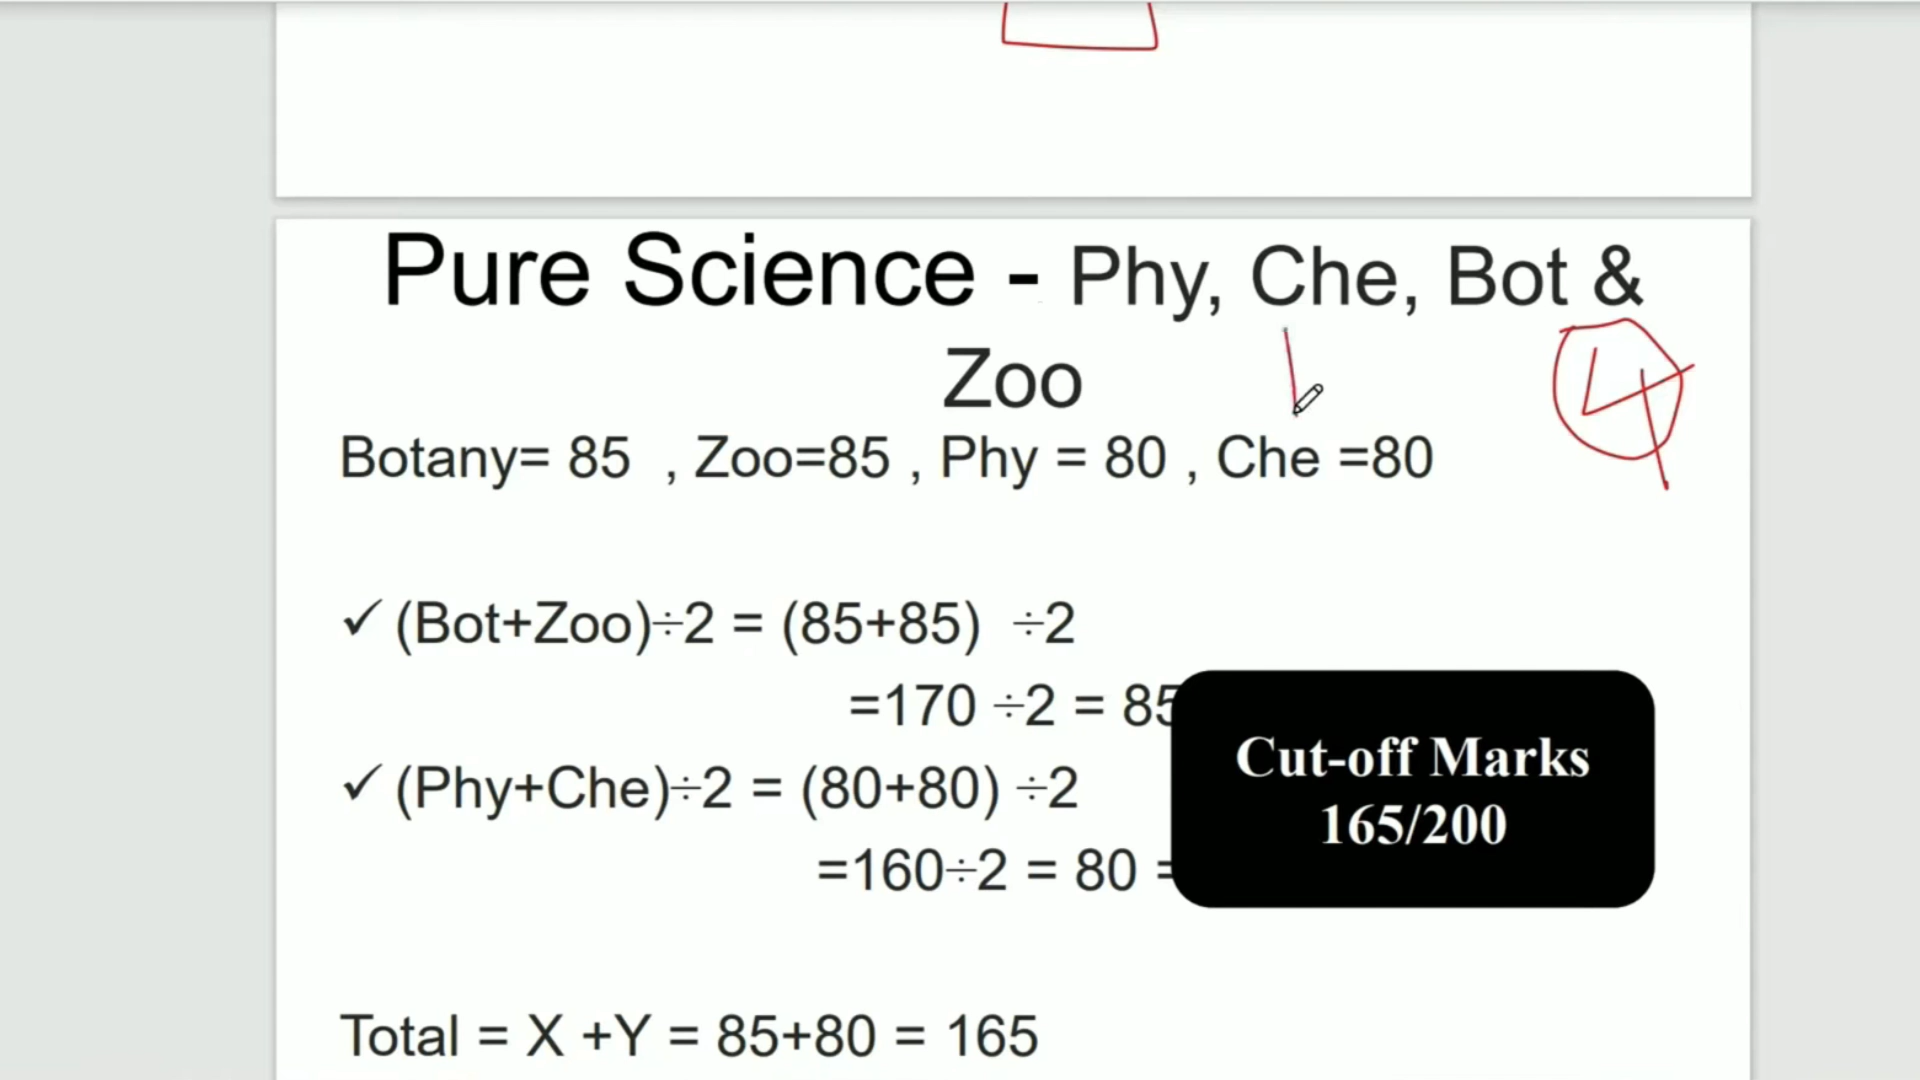 Pure Science - Phy, Che, Bot &
Zoo
4
Botany= 85 , Zoo=85 , Phy = 80 , Che =80
✓ (Bot+Zoo)÷2 = (85+85) ÷2
=170 ÷2 = 85
✓ (Phy+Che)÷2 = (80+80) ÷2
=160÷2 = 80 =
Cut-off Marks
165/200
Total = X +Y = 85+80 = 165